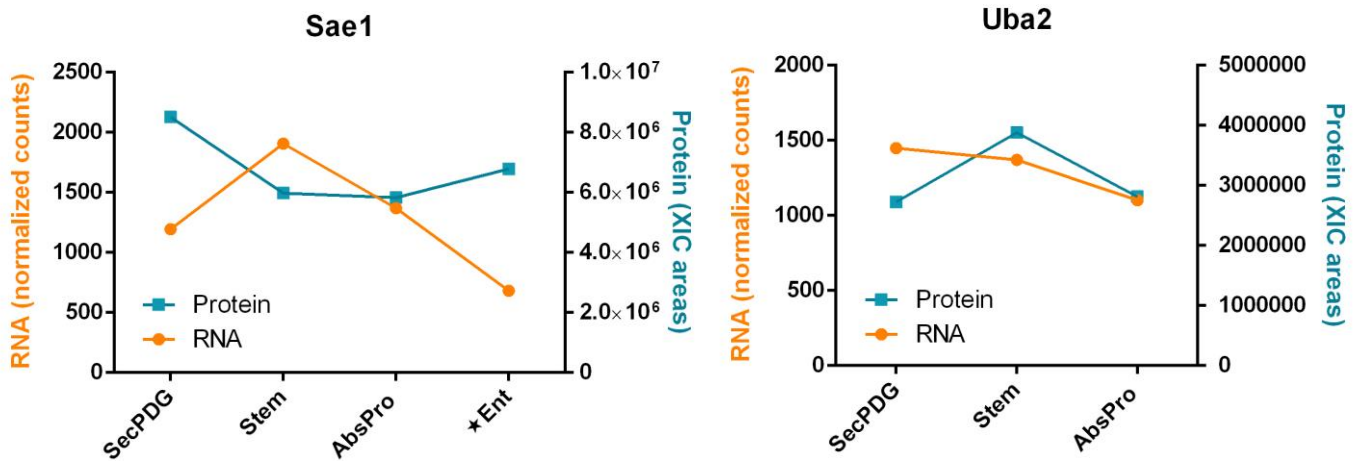 Sae1
RNA (normalized counts)
2500
2000
1500
1000
500
0
Protein
RNA
SecPDG
Stem
AbsPro
★Ent
1.0×10⁷
8.0×10⁶
6.0×10⁶
4.0×10⁶
2.0×10⁶
0
Protein (XIC areas)
Uba2
RNA (normalized counts)
2000
1500
1000
500
0
Protein
RNA
SecPDG
Stem
AbsPro
5000000
4000000
3000000
2000000
1000000
0
Protein (XIC areas)